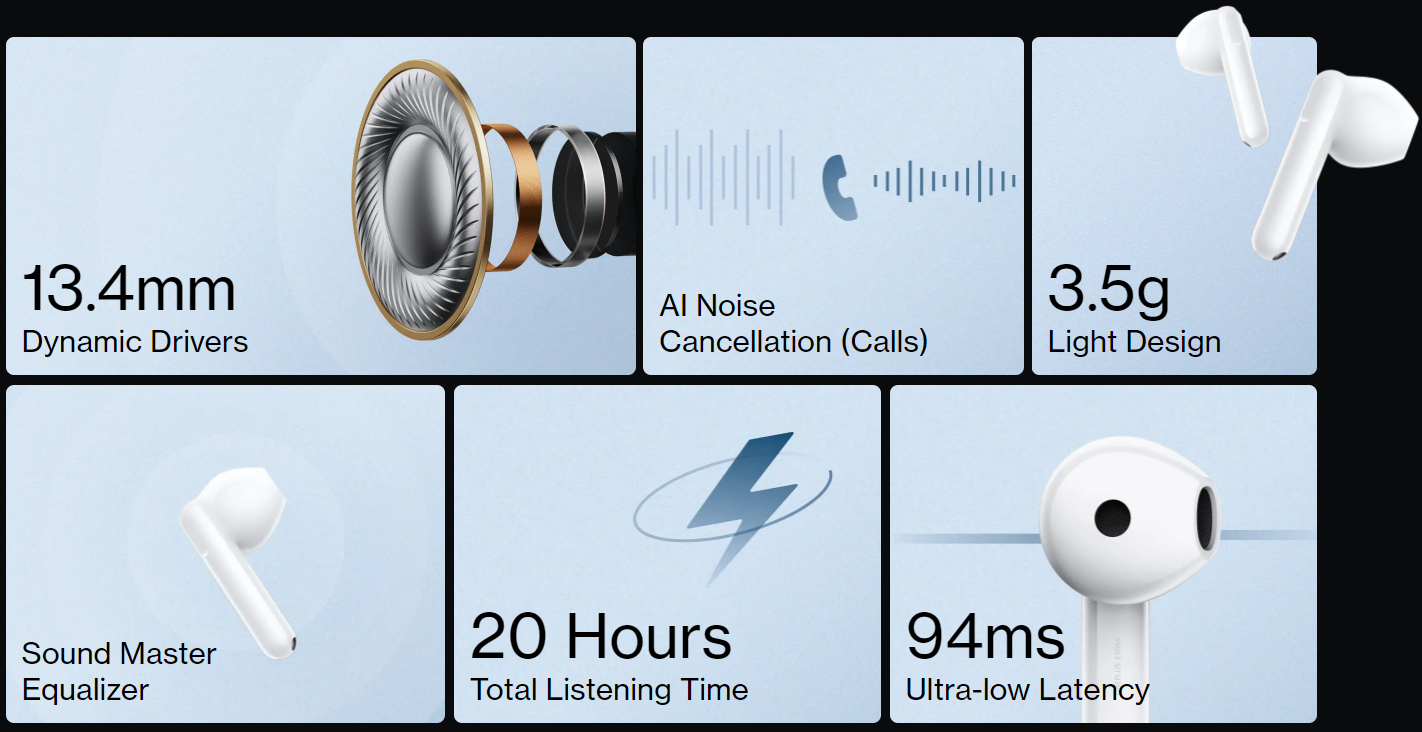 13.4mm
Dynamic Drivers
AI Noise
Cancellation (Calls)
3.5g
Light Design
Sound Master
Equalizer
20 Hours
Total Listening Time
94ms
Ultra-low Latency